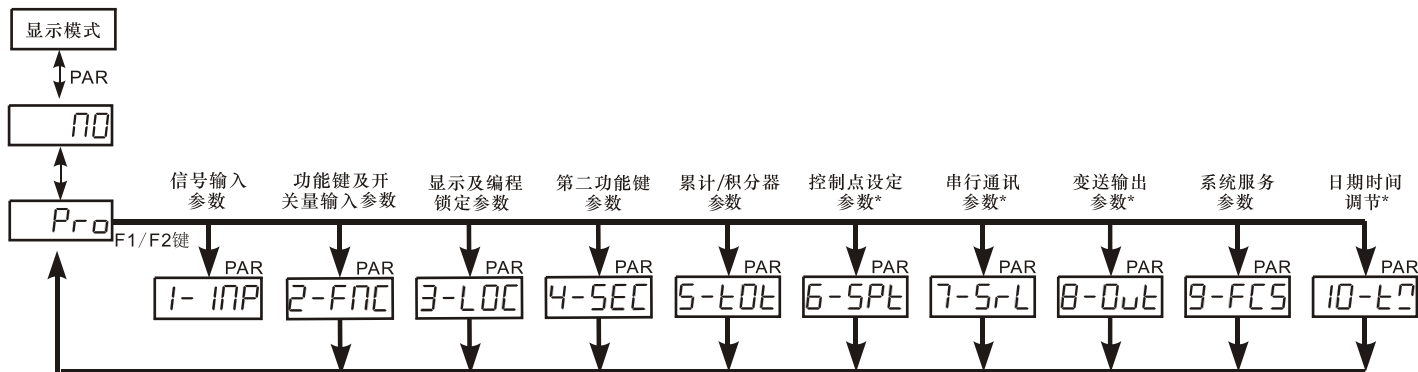 显示模式
PAR
NO
Pro
F1/F2键
信号输入
参数
功能键及开
关量输入参数
显示及编程
锁定参数
第二功能键
参数
累计/积分器
参数
控制点设定
参数*
串行通讯
参数*
变送输出
参数*
系统服务
参数
日期时间
调节*
PAR
PAR
PAR
PAR
PAR
PAR
PAR
PAR
PAR
PAR
1-INP
2-FNC
3-LOC
4-SEC
5-tOt
6-SPt
7-SrL
8-Out
9-FCS